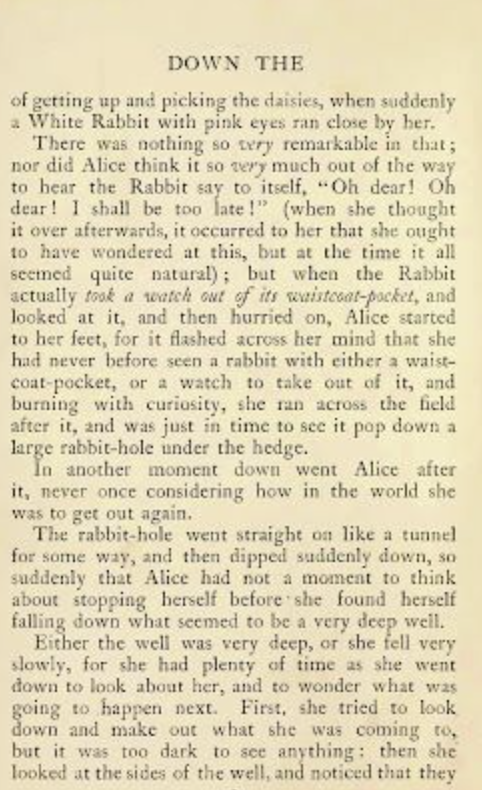 DOWN THE
of getting up and picking the daisies, when suddenly
a White Rabbit with pink eyes ran close by her.
There was nothing so very remarkable in that;
nor did Alice think it so very much out of the way
to hear the Rabbit say to itself, "Oh dear! Oh
dear! I shall be too late!" (when she thought
it over afterwards, it occurred to her that she ought
to have wondered at this, but at the time it all
seemed quite natural); but when the Rabbit
actually took a watch out of its waistcoat-pocket, and
looked at it, and then hurried on, Alice started
to her feet, for it flashed across her mind that she
had never before seen a rabbit with either a waist-
coat-pocket, or a watch to take out of it, and
burning with curiosity, she ran across the field
after it, and was just in time to see it pop down a
large rabbit-hole under the hedge.
In another moment down went Alice after
it, never once considering how in the world she
was to get out again.
The rabbit-hole went straight on like a tunnel
for some way, and then dipped suddenly down, so
suddenly that Alice had not a moment to think
about stopping herself before she found herself
falling down what seemed to be a very deep well.
Either the well was very deep, or she fell very
slowly, for she had plenty of time as she went
down to look about her, and to wonder what was
going to happen next. First, she tried to look
down and make out what she was coming to,
but it was too dark to see anything: then she
looked at the sides of the well, and noticed that they